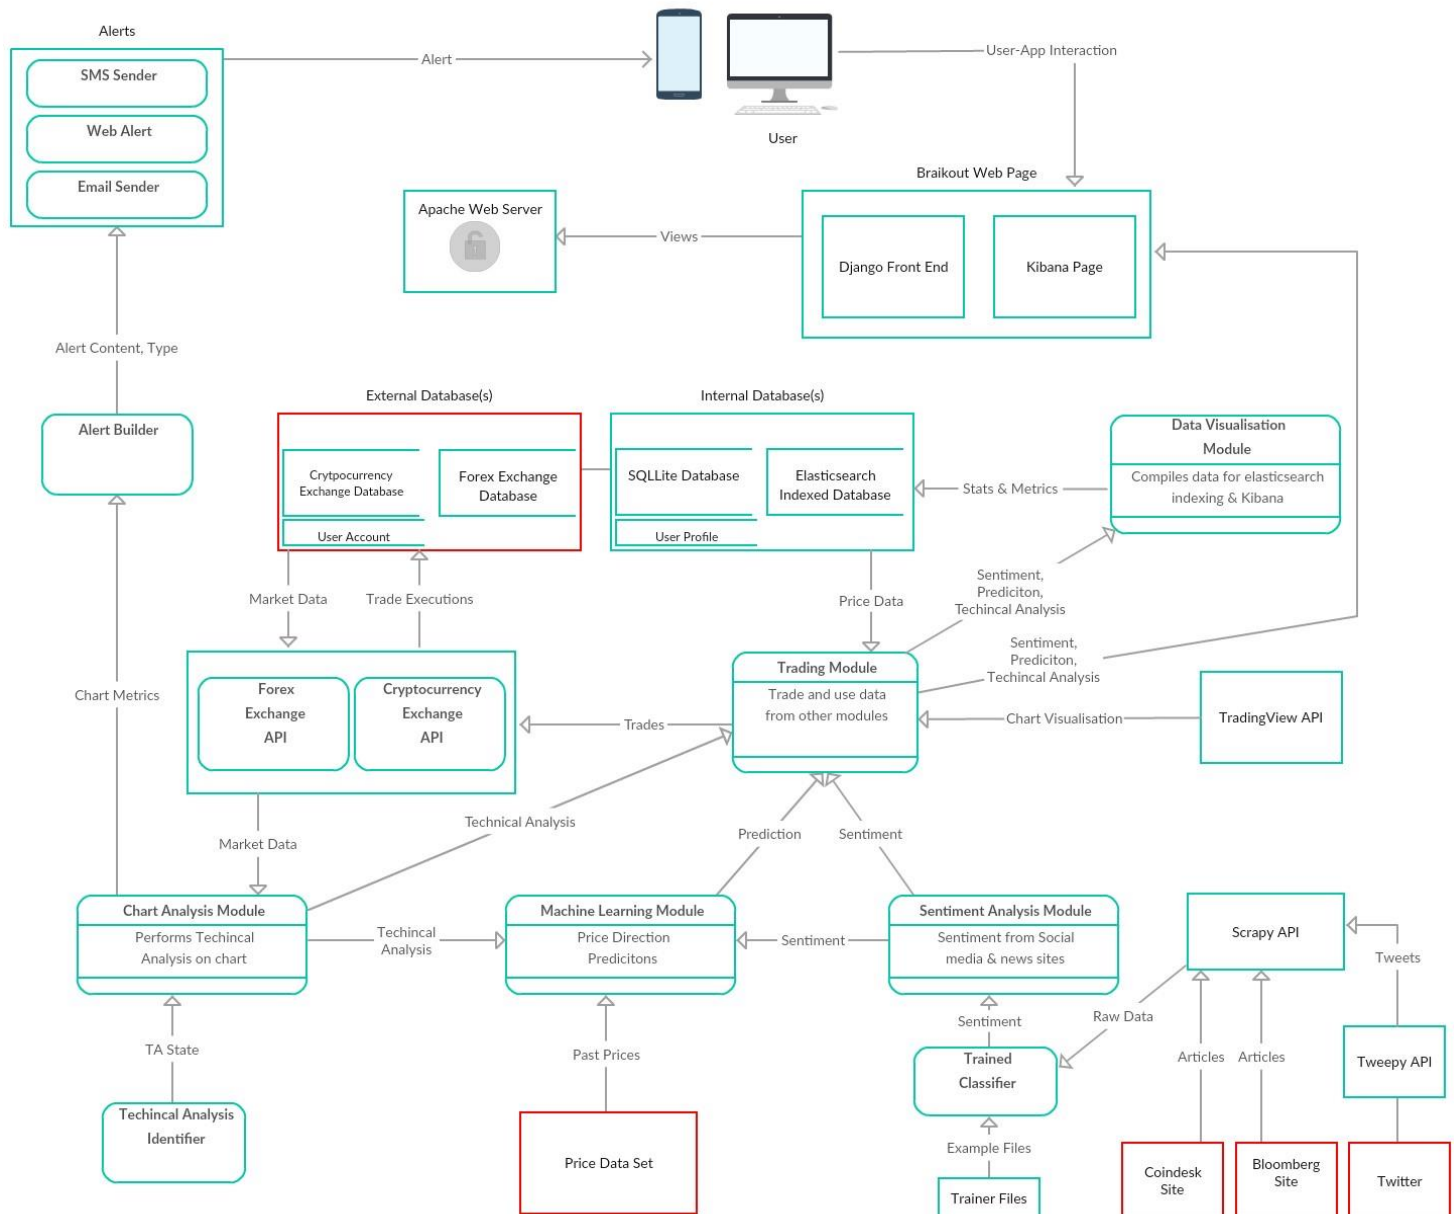 Alerts
SMS Sender
Web Alert
Email Sender
Alert
User
User-App Interaction
Braikout Web Page
Django Front End
Kibana Page
Views
Apache Web Server
Alert Content, Type
Alert Builder
Chart Metrics
External Database(s)
Crytpocurrency
Exchange Database
Forex Exchange
Database
User Account
Internal Database(s)
SQLLite Database
Elasticsearch
Indexed Database
User Profile
Stats & Metrics
Data Visualisation
Module
Compiles data for elasticsearch
indexing & Kibana
Market Data
Trade Executions
Price Data
Sentiment,
Prediciton,
Techincal Analysis
Sentiment,
Prediciton,
Techincal Analysis
Forex
Exchange
API
Cryptocurrency
Exchange
API
Trades
Trading Module
Trade and use data
from other modules
Chart Visualisation
TradingView API
Market Data
Technical Analysis
Prediction
Sentiment
Chart Analysis Module
Performs Techincal
Analysis on chart
Techincal
Analysis
Machine Learning Module
Price Direction
Predicitons
Sentiment
Sentiment Analysis Module
Sentiment from Social
media & news sites
Scrapy API
Tweets
TA State
Past Prices
Sentiment
Raw Data
Articles
Articles
Tweepy API
Techincal Analysis
Identifier
Price Data Set
Trained
Classifier
Example Files
Trainer Files
Coindesk
Site
Bloomberg
Site
Twitter